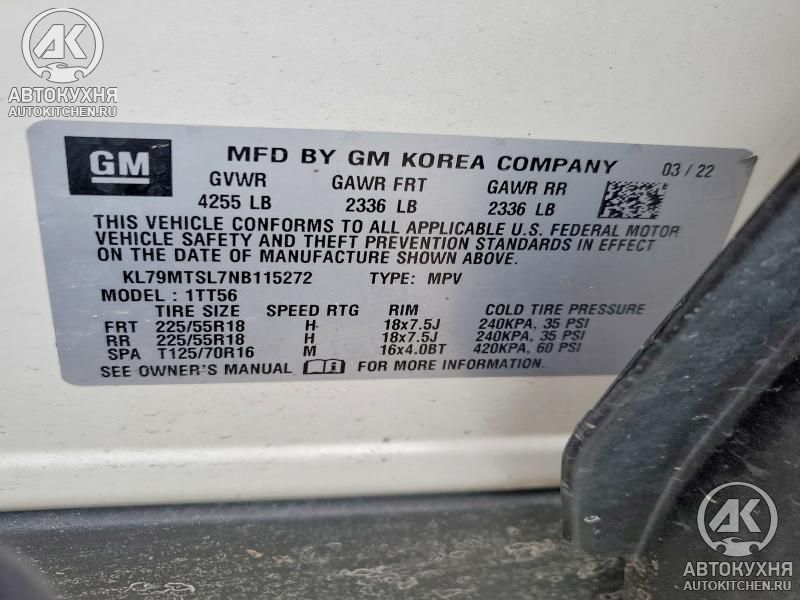 АК
АВТОКУХНЯ
AUTOKITCHEN.RU
GM
MFD BY GM KOREA COMPANY 03 / 22
GVWR GAWR FRT GAWR RR
4255 LB 2336 LB 2336 LB
THIS VEHICLE CONFORMS TO ALL APPLICABLE U.S. FEDERAL MOTOR
VEHICLE SAFETY AND THEFT PREVENTION STANDARDS IN EFFECT
ON THE DATE OF MANUFACTURE SHOWN ABOVE.
KL79MTSL7NB115272 TYPE: MPV
MODEL : 1TT56
TIRE SIZE SPEED RTG RIM COLD TIRE PRESSURE
FRT 225/55R18 H 18x7.5J 240KPA, 35 PSI
RR 225/55R18 H 18x7.5J 240KPA, 35 PSI
SPA T125/70R16 M 16x4.0BT 420KPA, 60 PSI
SEE OWNER'S MANUAL FOR MORE INFORMATION.
АК
АВТОКУХНЯ
AUTOKITCHEN.RU